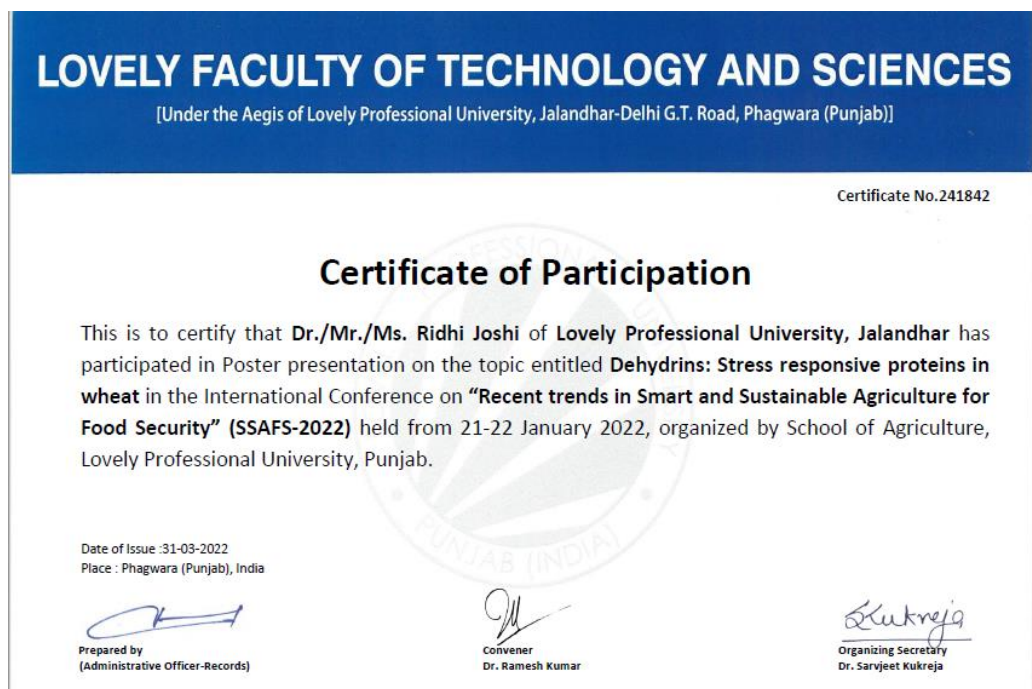 LOVELY FACULTY OF TECHNOLOGY AND SCIENCES
[Under the Aegis of Lovely Professional University, Jalandhar-Delhi G.T. Road, Phagwara (Punjab)]
Certificate No.241842
Certificate of Participation
This is to certify that Dr./Mr./Ms. Ridhi Joshi of Lovely Professional University, Jalandhar has
participated in Poster presentation on the topic entitled Dehydrins: Stress responsive proteins in
wheat in the International Conference on “Recent trends in Smart and Sustainable Agriculture for
Food Security” (SSAFS-2022) held from 21-22 January 2022, organized by School of Agriculture,
Lovely Professional University, Punjab.
PUNJAB (INDIA)
Date of Issue :31-03-2022
Place : Phagwara (Punjab), India
SKukreja
Prepared by
(Administrative Officer-Records)
Convener
Dr. Ramesh Kumar
Organizing Secretary
Dr. Sarvjeet Kukreja